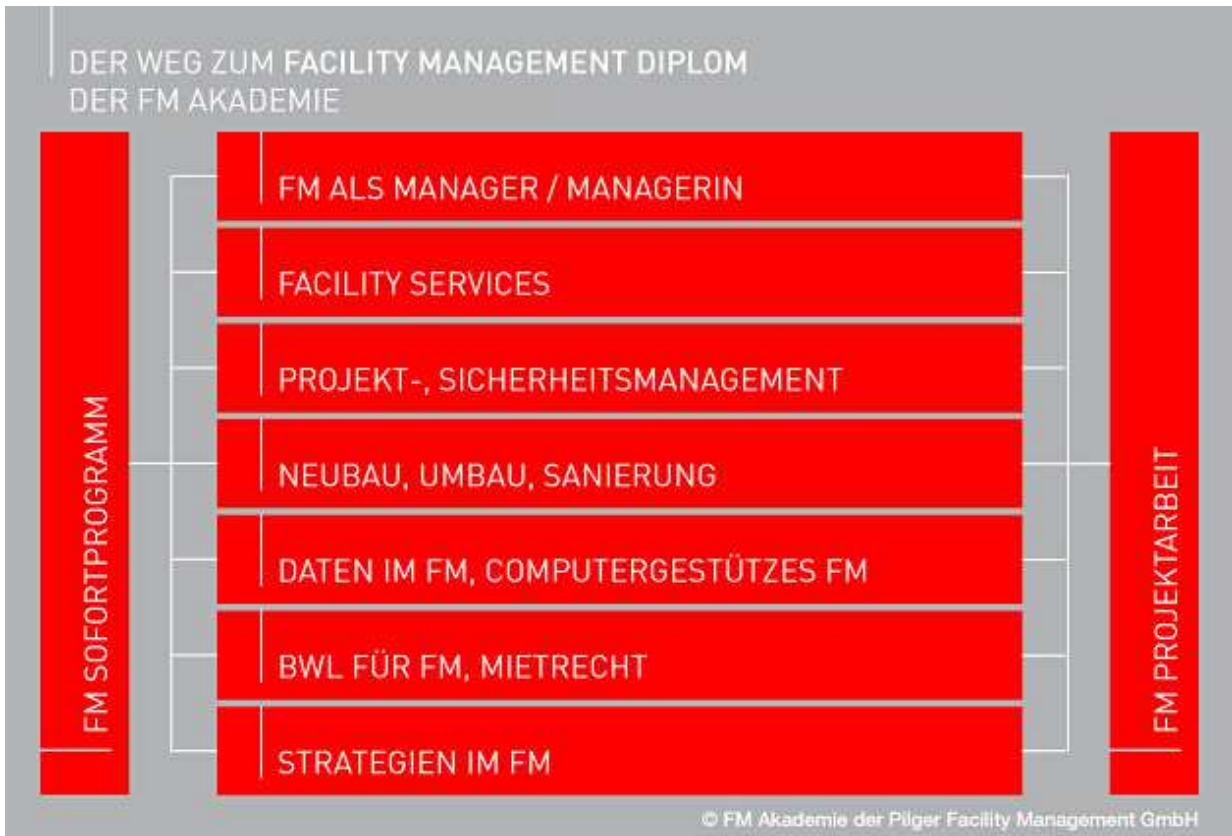 DER WEG ZUM FACILITY MANAGEMENT DIPLOM
DER FM AKADEMIE
FM SOFORTPROGRAMM
FM ALS MANAGER / MANAGERIN
FACILITY SERVICES
PROJEKT-, SICHERHEITSMANAGEMENT
NEUBAU, UMBAU, SANIERUNG
DATEN IM FM, COMPUTERGESTÜTZES FM
BWL FÜR FM, MIETRECHT
STRATEGIEN IM FM
FM PROJEKTARBEIT
© FM Akademie der Pilger Facility Management GmbH